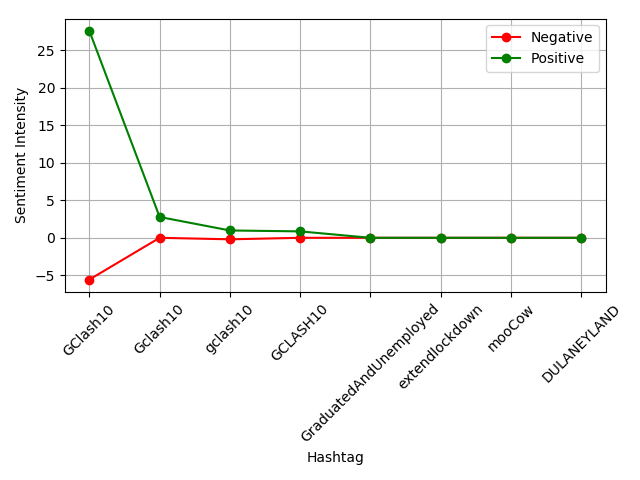 Negative
Positive
Sentiment Intensity
25
20
15
10
5
0
−5
GClash10
Gclash10
gclash10
GCLASH10
GraduatedAndUnemployed
extendlockdown
mooCow
DULANEYLAND
Hashtag